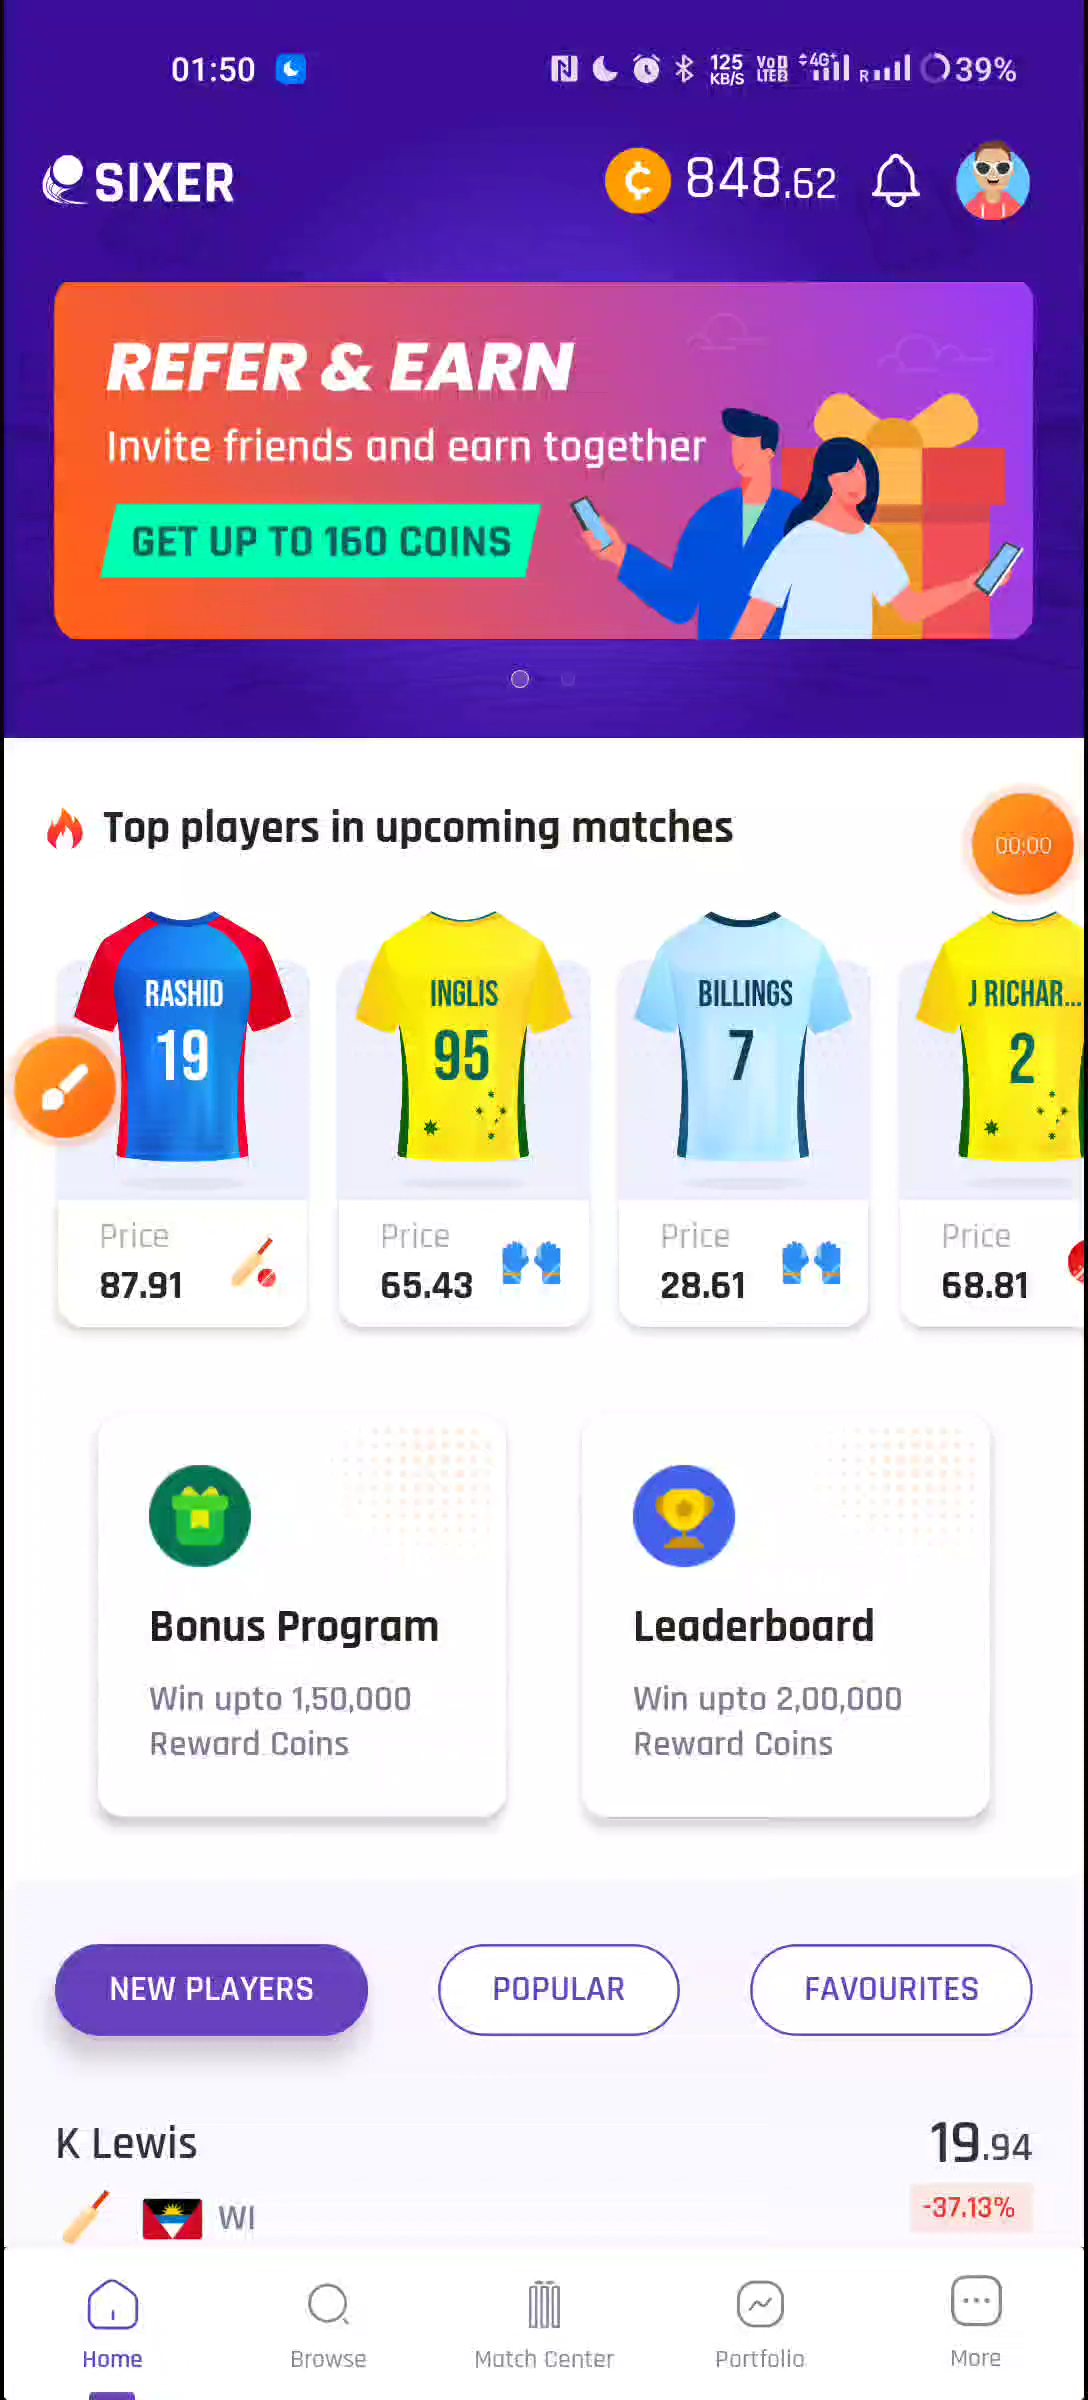 01:50
125
KB/S
VoD
LTE2
4G+
R
39%
SIXER
848.62
REFER & EARN
Invite friends and earn together
GET UP TO 160 COINS
Top players in upcoming matches
00:00
RASHID
19
INGLIS
95
BILLINGS
7
J RICHAR...
2
Price
87.91
Price
65.43
Price
28.61
Price
68.81
Bonus Program
Win upto 1,50,000
Reward Coins
Leaderboard
Win upto 2,00,000
Reward Coins
NEW PLAYERS
POPULAR
FAVOURITES
K Lewis
19.94
WI
-37.13%
Home
Browse
Match Center
Portfolio
More